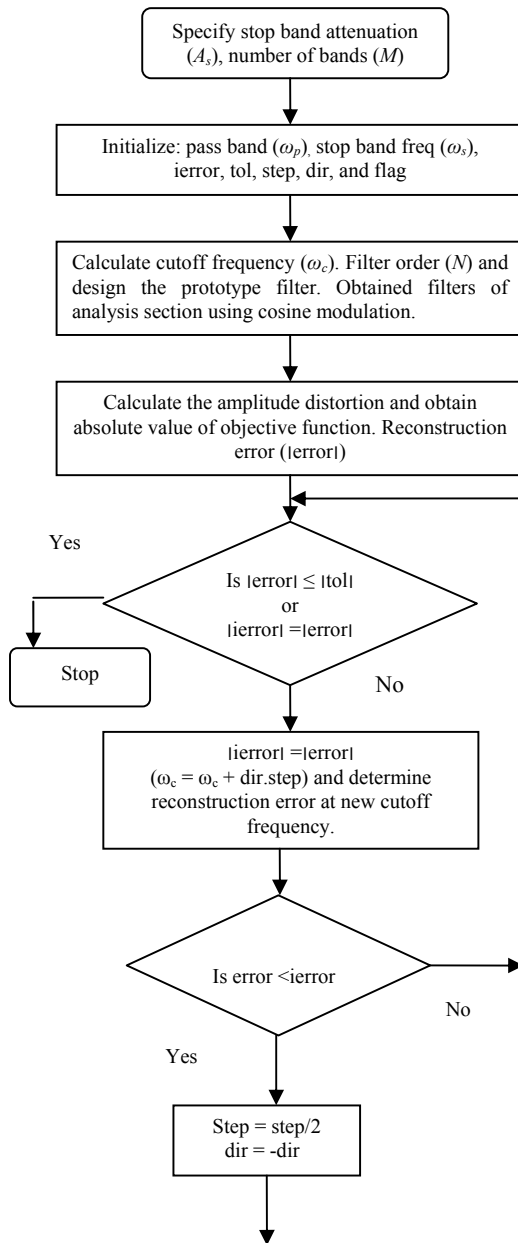 Specify stop band attenuation
(Aₛ), number of bands (M)
Initialize: pass band (ωₚ), stop band freq (ωₛ),
ierror, tol, step, dir, and flag
Calculate cutoff frequency (ω꜀). Filter order (N) and
design the prototype filter. Obtained filters of
analysis section using cosine modulation.
Calculate the amplitude distortion and obtain
absolute value of objective function. Reconstruction
error (|error|)
Yes
Is |error| ≤ |tol|
or
|ierror| =|error|
Stop
No
|ierror| =|error|
(ω꜀ = ω꜀ + dir.step) and determine
reconstruction error at new cutoff
frequency.
Is error <ierror
No
Yes
Step = step/2
dir = -dir